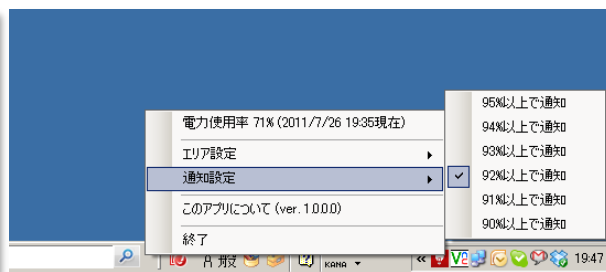 電力使用率 71% (2011/7/26 19:35現在)
エリア設定
通知設定
このアプリについて (ver. 1.0.0.0)
終了
95%以上で通知
94%以上で通知
93%以上で通知
92%以上で通知
91%以上で通知
90%以上で通知
A 般
KANA
«
V2
19:47